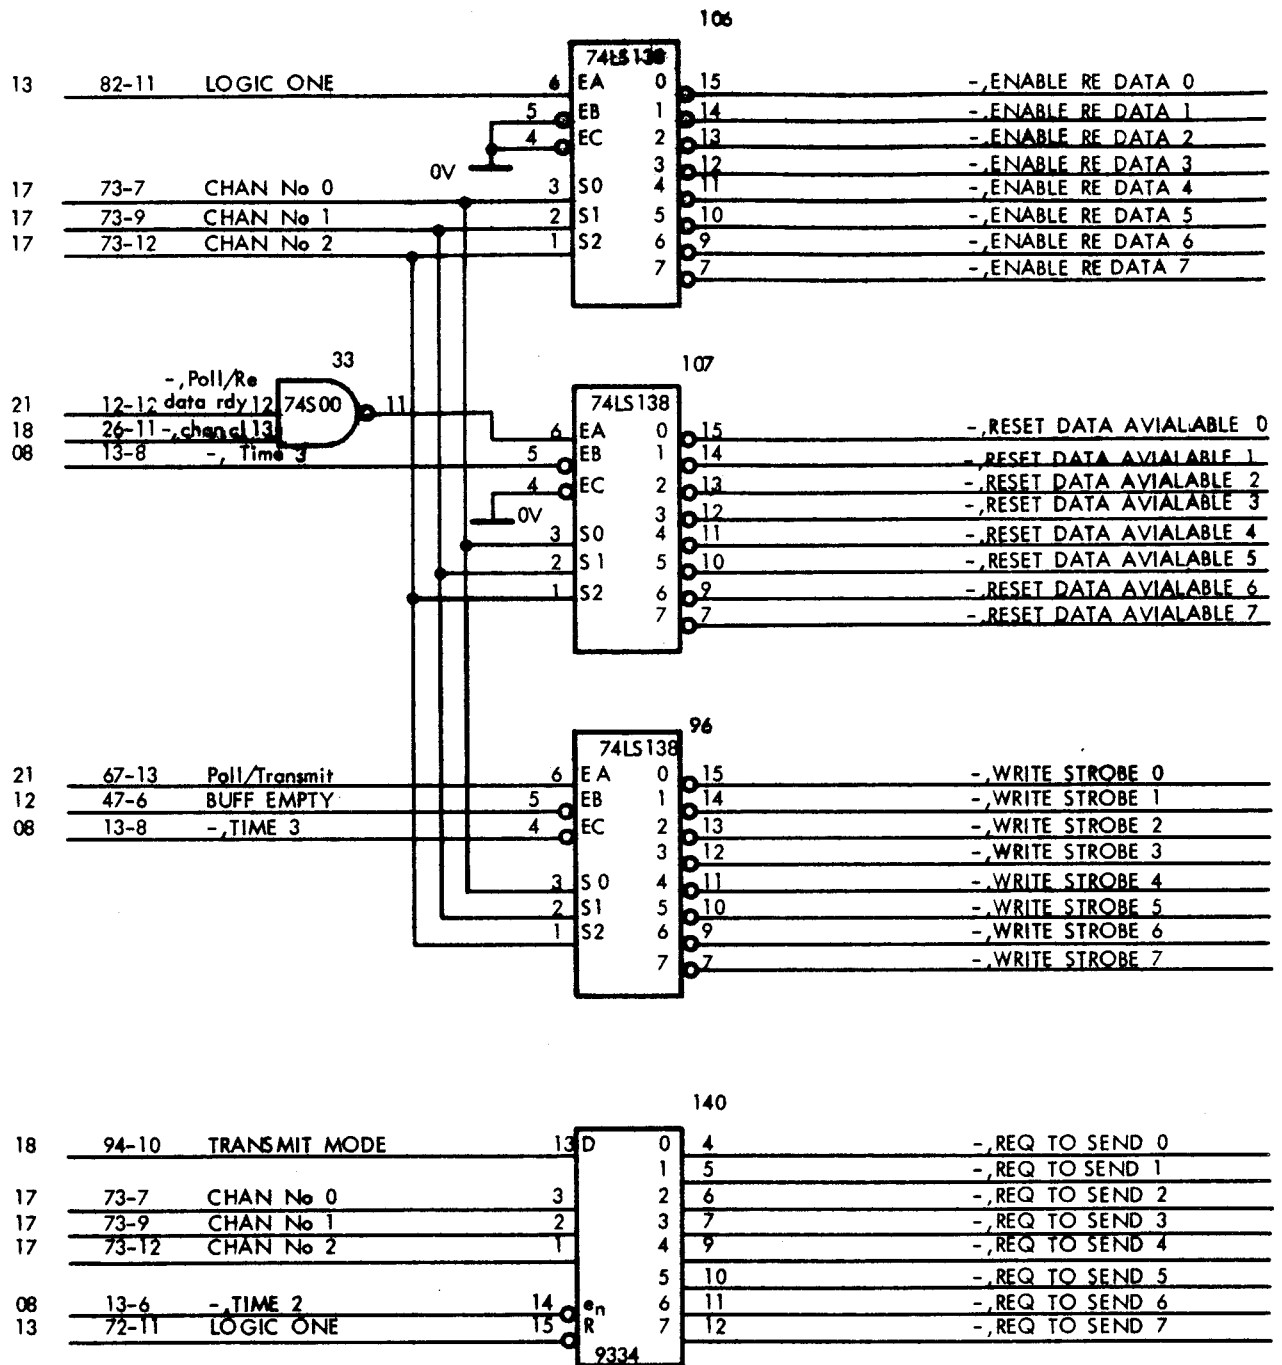 106
74LS138
13 82-11 LOGIC ONE 6 EA 0 15 -,ENABLE RE DATA 0
5 EB 1 14 -,ENABLE RE DATA 1
4 EC 2 13 -,ENABLE RE DATA 2
0V 3 12 -,ENABLE RE DATA 3
17 73-7 CHAN No 0 3 S0 4 11 -,ENABLE RE DATA 4
17 73-9 CHAN No 1 2 S1 5 10 -,ENABLE RE DATA 5
17 73-12 CHAN No 2 1 S2 6 9 -,ENABLE RE DATA 6
7 7 -,ENABLE RE DATA 7
33 107
-,Poll/Re
21 12-12 data rdy 12 74S00 11 74LS138
18 26-11 -,chancl 13 6 EA 0 15 -,RESET DATA AVIALABLE 0
08 13-8 -, Time 3 5 EB 1 14 -,RESET DATA AVIALABLE 1
4 EC 2 13 -,RESET DATA AVIALABLE 2
0V 3 12 -,RESET DATA AVIALABLE 3
3 S0 4 11 -,RESET DATA AVIALABLE 4
2 S1 5 10 -,RESET DATA AVIALABLE 5
1 S2 6 9 -,RESET DATA AVIALABLE 6
7 7 -,RESET DATA AVIALABLE 7
96
74LS138
21 67-13 Poll/Transmit 6 EA 0 15 -,WRITE STROBE 0
12 47-6 BUFF EMPTY 5 EB 1 14 -,WRITE STROBE 1
08 13-8 -,TIME 3 4 EC 2 13 -,WRITE STROBE 2
3 12 -,WRITE STROBE 3
3 S0 4 11 -,WRITE STROBE 4
2 S1 5 10 -,WRITE STROBE 5
1 S2 6 9 -,WRITE STROBE 6
7 7 -,WRITE STROBE 7
140
18 94-10 TRANSMIT MODE 13 D 0 4 -,REQ TO SEND 0
1 5 -,REQ TO SEND 1
17 73-7 CHAN No 0 3 2 6 -,REQ TO SEND 2
17 73-9 CHAN No 1 2 3 7 -,REQ TO SEND 3
17 73-12 CHAN No 2 1 4 9 -,REQ TO SEND 4
5 10 -,REQ TO SEND 5
08 13-6 -,TIME 2 14 en 6 11 -,REQ TO SEND 6
13 72-11 LOGIC ONE 15 R 7 12 -,REQ TO SEND 7
9334